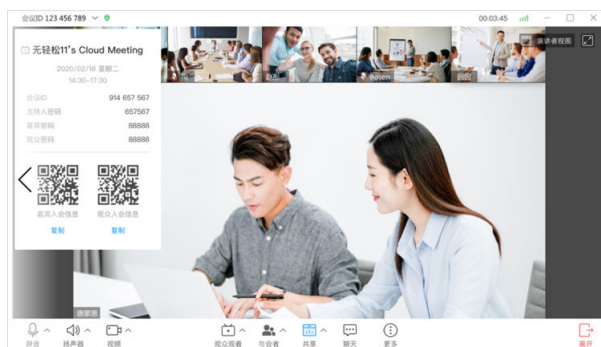 会议ID 123 456 789
00:03:45
演讲者视图
无轻松11's Cloud Meeting
2020/02/18 星期二
14:30-17:30
会议ID 914 657 567
主持人密码 657567
嘉宾密码 88888
观众密码 88888
嘉宾入会信息 观众入会信息
复制 复制
Bosen
静音 扬声器 视频 观众观看 与会者 共享 聊天 更多 离开